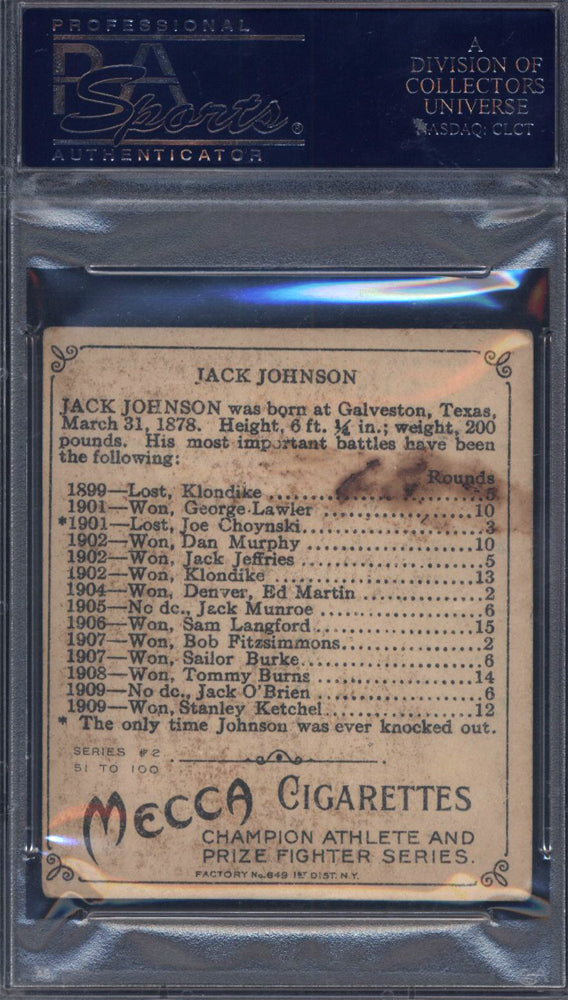 PROFESSIONAL
PSA
Sports®
AUTHENTICATOR
A
DIVISION OF
COLLECTORS
UNIVERSE
NASDAQ: CLCT
JACK JOHNSON
JACK JOHNSON was born at Galveston, Texas,
March 31, 1878. Height, 6 ft. ¼ in.; weight, 200
pounds. His most important battles have been
the following:
Rounds
1899—Lost, Klondike ..................... 5
1901—Won, George Lawler ..................... 10
*1901—Lost, Joe Choynski..................... 3
1902—Won, Dan Murphy ..................... 10
1902—Won, Jack Jeffries ..................... 5
1902—Won, Klondike ..................... 13
1904—Won, Denver, Ed Martin ............. 2
1905—No dc., Jack Munroe ..................... 6
1906—Won, Sam Langford..................... 15
1907—Won, Bob Fitzsimmons................. 2
1907—Won, Sailor Burke..................... 6
1908—Won, Tommy Burns ..................... 14
1909—No dc., Jack O'Brien ..................... 6
1909—Won, Stanley Ketchel..................... 12
* The only time Johnson was ever knocked out.
SERIES #2
51 TO 100
MECCA CIGARETTES
CHAMPION ATHLETE AND
PRIZE FIGHTER SERIES.
FACTORY No. 649 1ST DIST. N.Y.